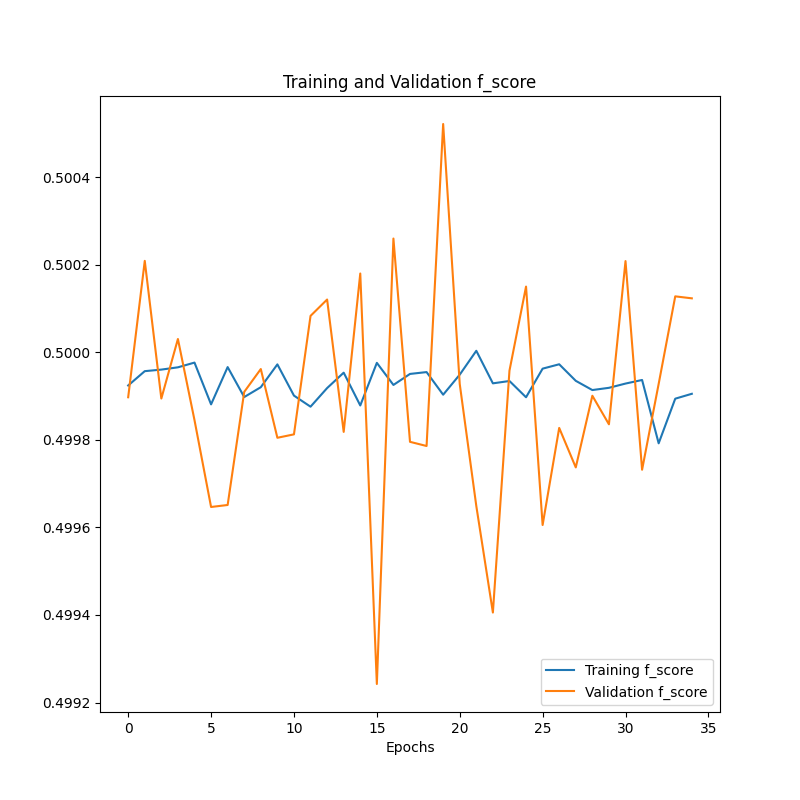 Training and Validation f_score
0.5004
0.5002
0.5000
0.4998
0.4996
0.4994
0.4992
Training f_score
Validation f_score
0 5 10 15 20 25 30 35
Epochs